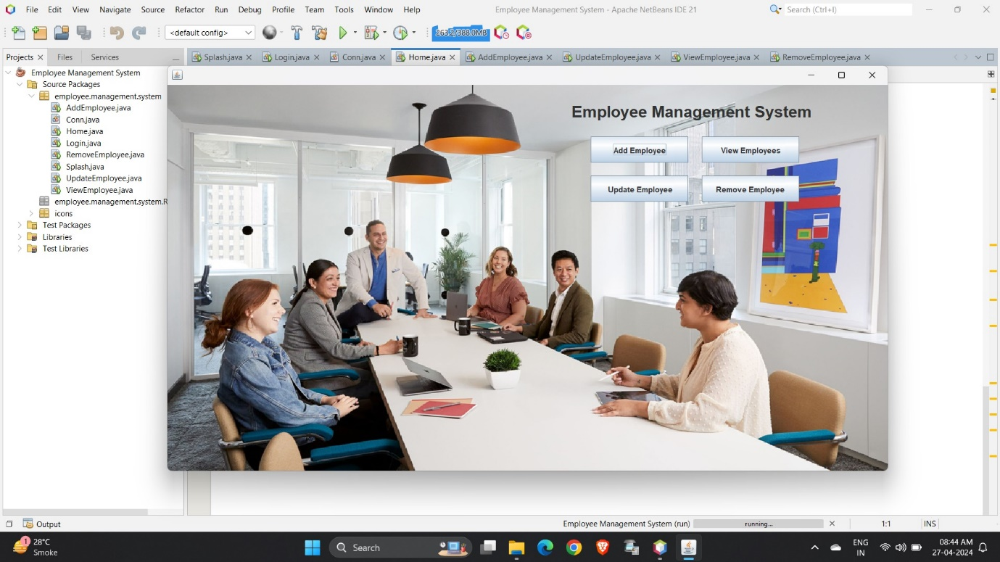 File Edit View Navigate Source Refactor Run Debug Profile Team Tools Window Help
Employee Management System - Apache NetBeans IDE 21
Search (Ctrl+I)
<default config>
263.2/388.0MB
Projects
Files
Services
Splash.java
Login.java
Conn.java
Home.java
AddEmployee.java
UpdateEmployee.java
ViewEmployee.java
RemoveEmployee.java
Employee Management System
Source Packages
employee.management.system
AddEmployee.java
Conn.java
Home.java
Login.java
RemoveEmployee.java
Splash.java
UpdateEmployee.java
ViewEmployee.java
employee.management.system.R
icons
Test Packages
Libraries
Test Libraries
Employee Management System
Add Employee
View Employees
Update Employee
Remove Employee
Output
Employee Management System (run)
running...
1:1
INS
1
28°C
Smoke
Search
ENG
IN
08:44 AM
27-04-2024